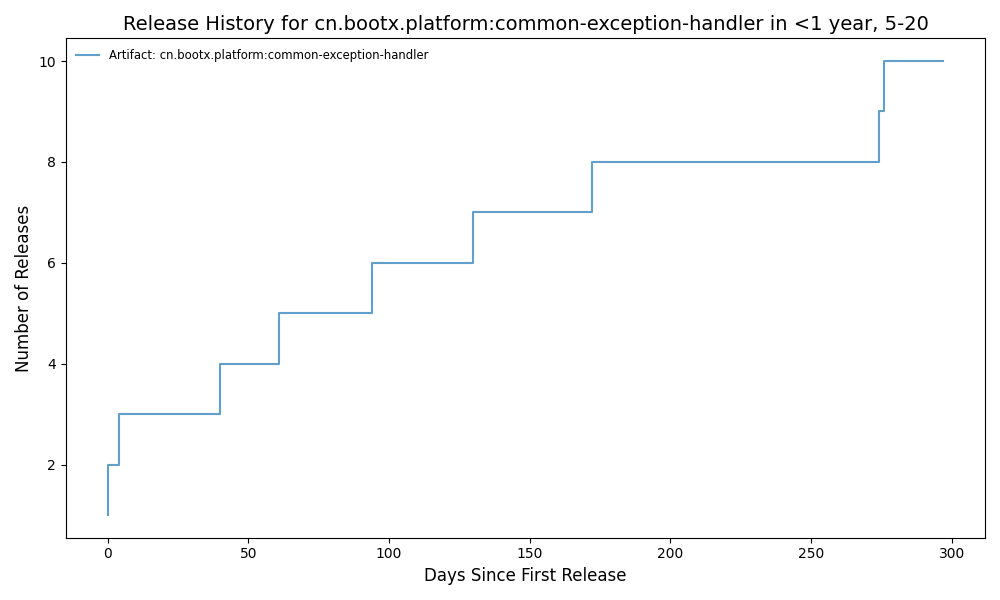 Release History for cn.bootx.platform:common-exception-handler in <1 year, 5-20
Artifact: cn.bootx.platform:common-exception-handler
Number of Releases
10
8
6
4
2
0 50 100 150 200 250 300
Days Since First Release